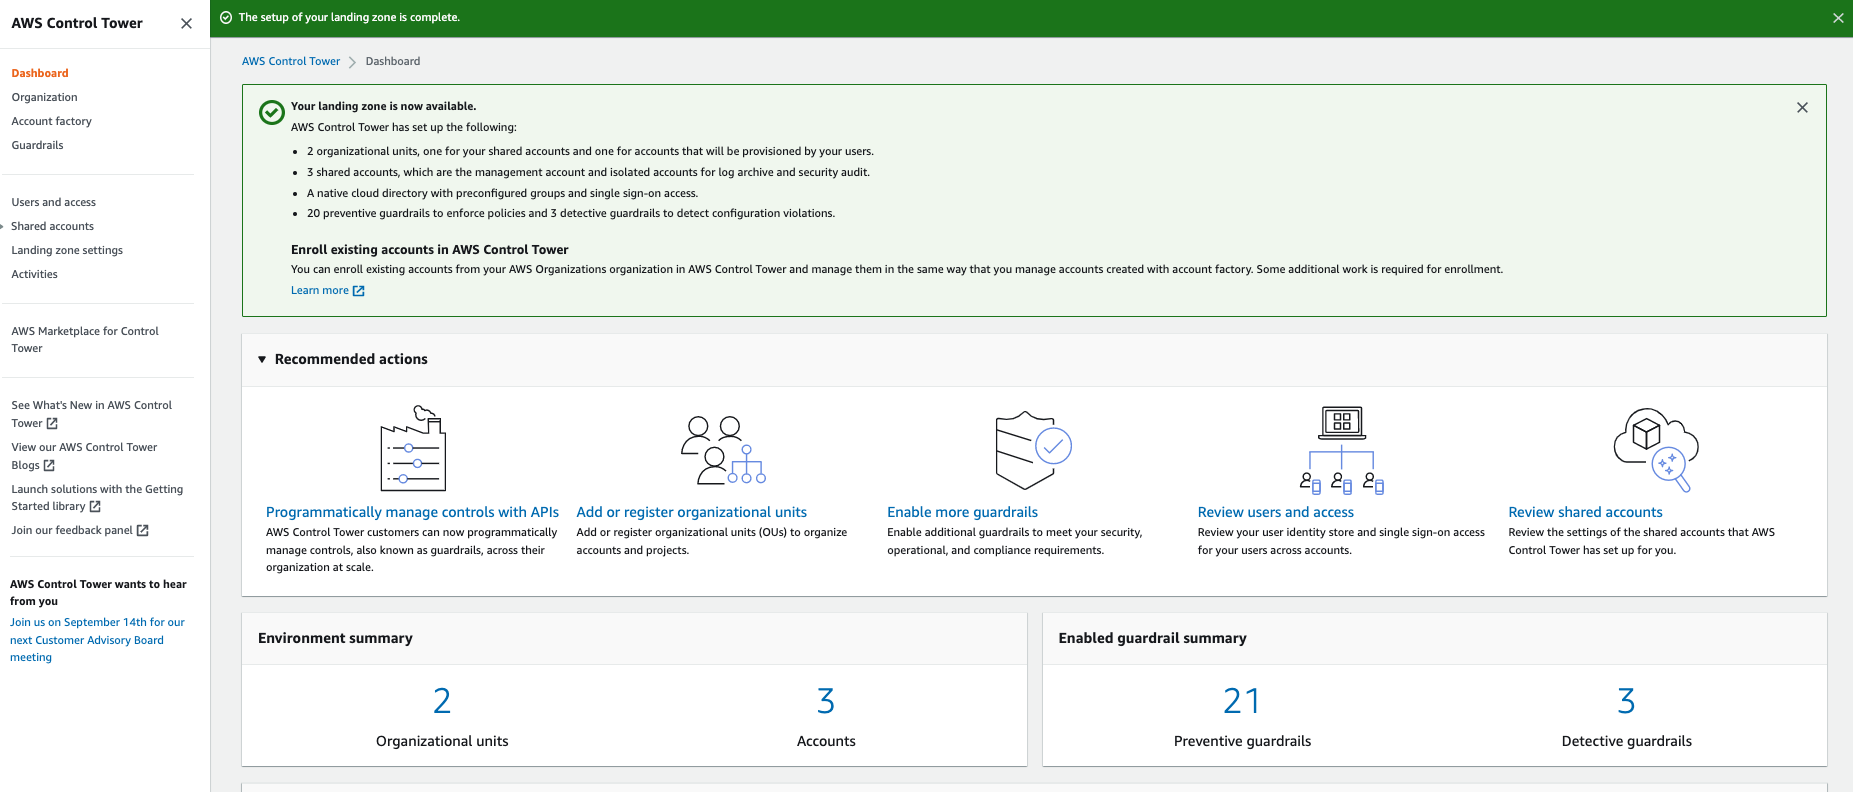 AWS Control Tower
Dashboard
Organization
Account factory
Guardrails
Users and access
Shared accounts
Landing zone settings
Activities
AWS Marketplace for Control
Tower
See What's New in AWS Control
Tower
View our AWS Control Tower
Blogs
Launch solutions with the Getting
Started library
Join our feedback panel
AWS Control Tower wants to hear
from you
Join us on September 14th for our
next Customer Advisory Board
meeting
The setup of your landing zone is complete.
AWS Control Tower > Dashboard
Your landing zone is now available.
AWS Control Tower has set up the following:
• 2 organizational units, one for your shared accounts and one for accounts that will be provisioned by your users.
• 3 shared accounts, which are the management account and isolated accounts for log archive and security audit.
• A native cloud directory with preconfigured groups and single sign-on access.
• 20 preventive guardrails to enforce policies and 3 detective guardrails to detect configuration violations.
Enroll existing accounts in AWS Control Tower
You can enroll existing accounts from your AWS Organizations organization in AWS Control Tower and manage them in the same way that you manage accounts created with account factory. Some additional work is required for enrollment.
Learn more
Recommended actions
Programmatically manage controls with APIs
AWS Control Tower customers can now programmatically
manage controls, also known as guardrails, across their
organization at scale.
Add or register organizational units
Add or register organizational units (OUs) to organize
accounts and projects.
Enable more guardrails
Enable additional guardrails to meet your security,
operational, and compliance requirements.
Review users and access
Review your user identity store and single sign-on access
for your users across accounts.
Review shared accounts
Review the settings of the shared accounts that AWS
Control Tower has set up for you.
Environment summary
2
Organizational units
3
Accounts
Enabled guardrail summary
21
Preventive guardrails
3
Detective guardrails